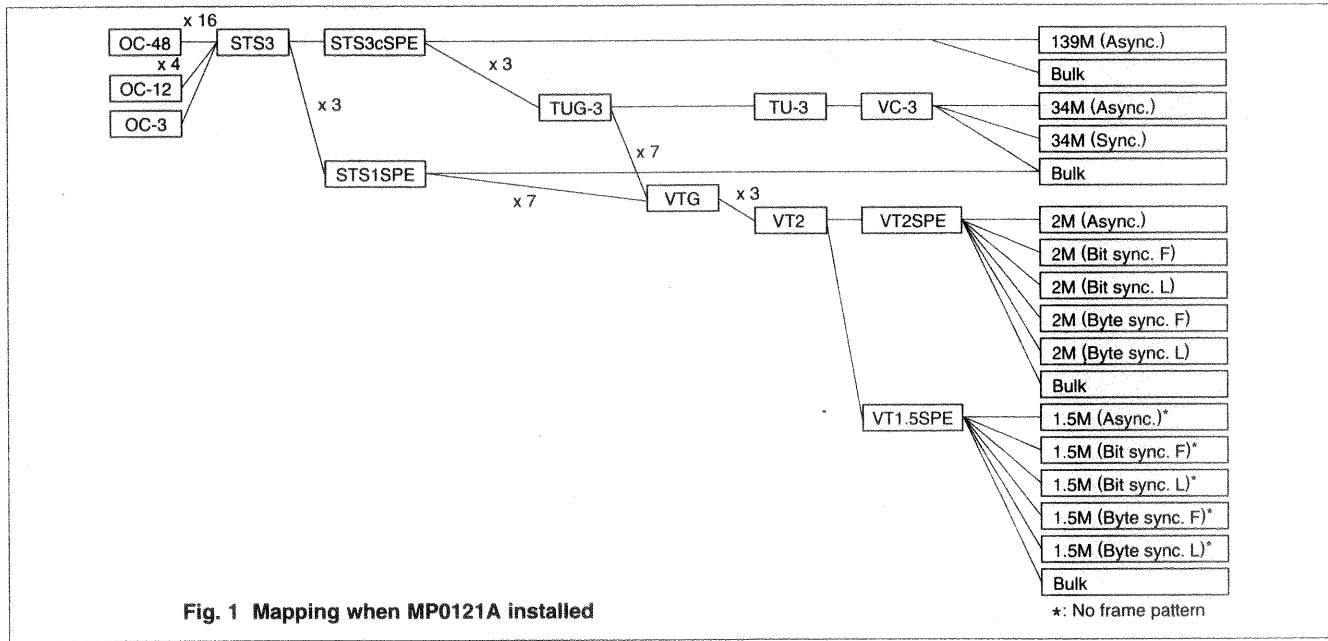 x 16
OC-48
STS3
STS3cSPE
139M (Async.)
x 4
x 3
Bulk
OC-12
x 3
TUG-3
TU-3
VC-3
34M (Async.)
OC-3
34M (Sync.)
x 7
STS1SPE
Bulk
x 7
VTG
x 3
VT2
VT2SPE
2M (Async.)
2M (Bit sync. F)
2M (Bit sync. L)
2M (Byte sync. F)
2M (Byte sync. L)
Bulk
VT1.5SPE
1.5M (Async.)*
1.5M (Bit sync. F)*
1.5M (Bit sync. L)*
1.5M (Byte sync. F)*
1.5M (Byte sync. L)*
Bulk
Fig. 1 Mapping when MP0121A installed
*: No frame pattern